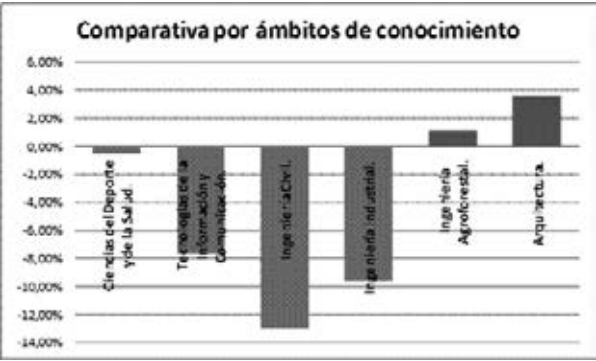 Comparativa por ámbitos de conocimiento
6,00%
4,00%
2,00%
0,00%
-2,00%
-4,00%
-6,00%
-8,00%
-10,00%
-12,00%
-14,00%
Ciencias del Deporte
y de la Salud.
Tecnologías de la
Información y
Comunicación.
Ingeniería Civil.
Ingeniería Industrial.
Ingeniería
Agroforestal.
Arquitectura.